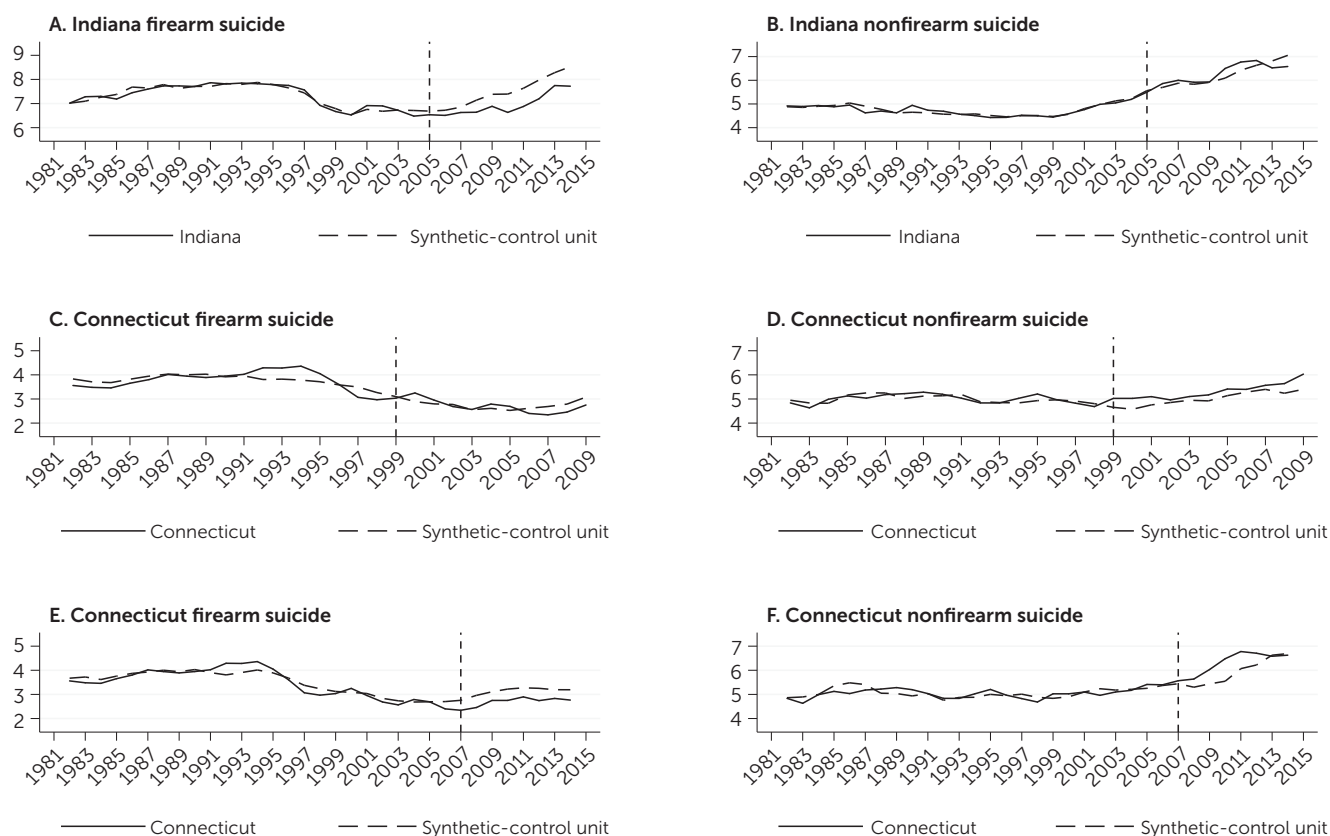 A. Indiana firearm suicide
9
8
7
6
1981 1983 1985 1987 1989 1991 1993 1995 1997 1999 2001 2003 2005 2007 2009 2011 2013 2015
Indiana Synthetic-control unit
B. Indiana nonfirearm suicide
7
6
5
4
1981 1983 1985 1987 1989 1991 1993 1995 1997 1999 2001 2003 2005 2007 2009 2011 2013 2015
Indiana Synthetic-control unit
C. Connecticut firearm suicide
5
4
3
2
1981 1983 1985 1987 1989 1991 1993 1995 1997 1999 2001 2003 2005 2007 2009
Connecticut Synthetic-control unit
D. Connecticut nonfirearm suicide
7
6
5
4
1981 1983 1985 1987 1989 1991 1993 1995 1997 1999 2001 2003 2005 2007 2009
Connecticut Synthetic-control unit
E. Connecticut firearm suicide
5
4
3
2
1981 1983 1985 1987 1989 1991 1993 1995 1997 1999 2001 2003 2005 2007 2009 2011 2013 2015
Connecticut Synthetic-control unit
F. Connecticut nonfirearm suicide
7
6
5
4
1981 1983 1985 1987 1989 1991 1993 1995 1997 1999 2001 2003 2005 2007 2009 2011 2013 2015
Connecticut Synthetic-control unit